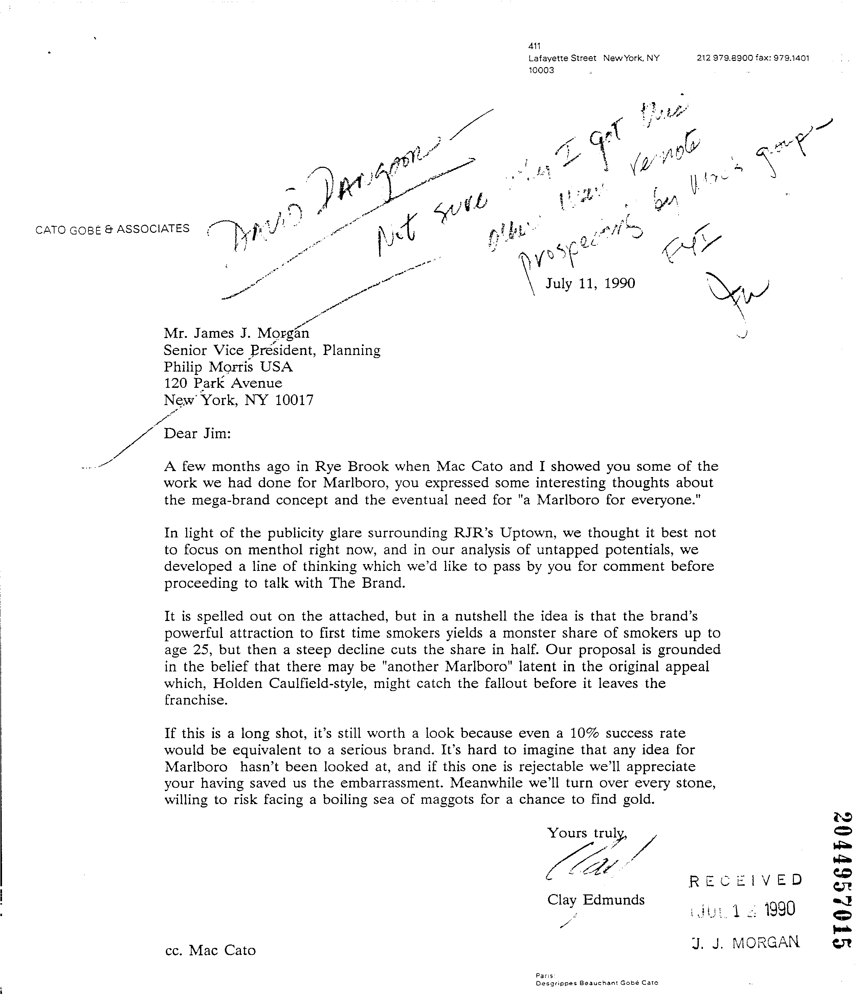 411
Lafayette Street New York, NY 212 979.8900 fax: 979.1401
10003
CATO GOBÉ & ASSOCIATES
DAVID DANGOOR
Not sure why I got this
other than remote
prospecting by group-
FYI
July 11, 1990
Mr. James J. Morgan
Senior Vice President, Planning
Philip Morris USA
120 Park Avenue
New York, NY 10017
Dear Jim:
A few months ago in Rye Brook when Mac Cato and I showed you some of the
work we had done for Marlboro, you expressed some interesting thoughts about
the mega-brand concept and the eventual need for "a Marlboro for everyone."
In light of the publicity glare surrounding RJR's Uptown, we thought it best not
to focus on menthol right now, and in our analysis of untapped potentials, we
developed a line of thinking which we'd like to pass by you for comment before
proceeding to talk with The Brand.
It is spelled out on the attached, but in a nutshell the idea is that the brand's
powerful attraction to first time smokers yields a monster share of smokers up to
age 25, but then a steep decline cuts the share in half. Our proposal is grounded
in the belief that there may be "another Marlboro" latent in the original appeal
which, Holden Caulfield-style, might catch the fallout before it leaves the
franchise.
If this is a long shot, it's still worth a look because even a 10% success rate
would be equivalent to a serious brand. It's hard to imagine that any idea for
Marlboro hasn't been looked at, and if this one is rejectable we'll appreciate
your having saved us the embarrassment. Meanwhile we'll turn over every stone,
willing to risk facing a boiling sea of maggots for a chance to find gold.
Yours truly,
Clay
Clay Edmunds
RECEIVED
JUL 12 1990
J. J. MORGAN
cc. Mac Cato
Paris:
Desgrippes Beauchant Gobé Cato
2044957015